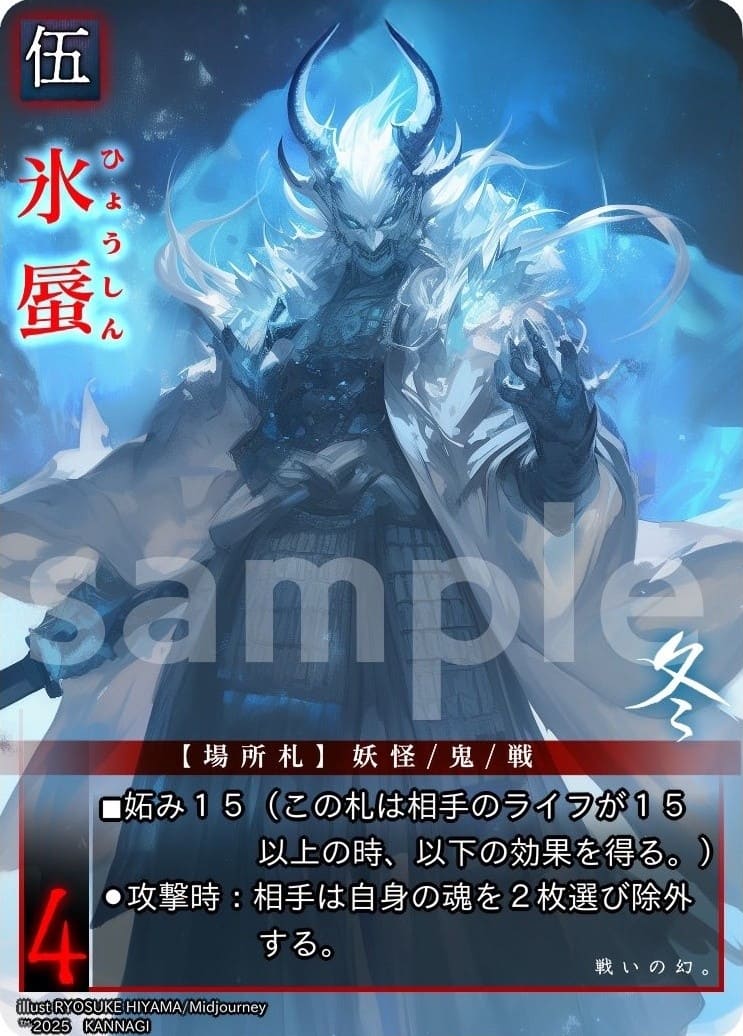 伍
氷蜃
ひょうしん
sample
冬
【場所札】妖怪/鬼/戦
■妬み15（この札は相手のライフが15
以上の時、以下の効果を得る。）
●攻撃時：相手は自身の魂を2枚選び除外
する。
戦いの幻。
4
illust RYOSUKE HIYAMA/Midjourney
™2025 KANNAGI